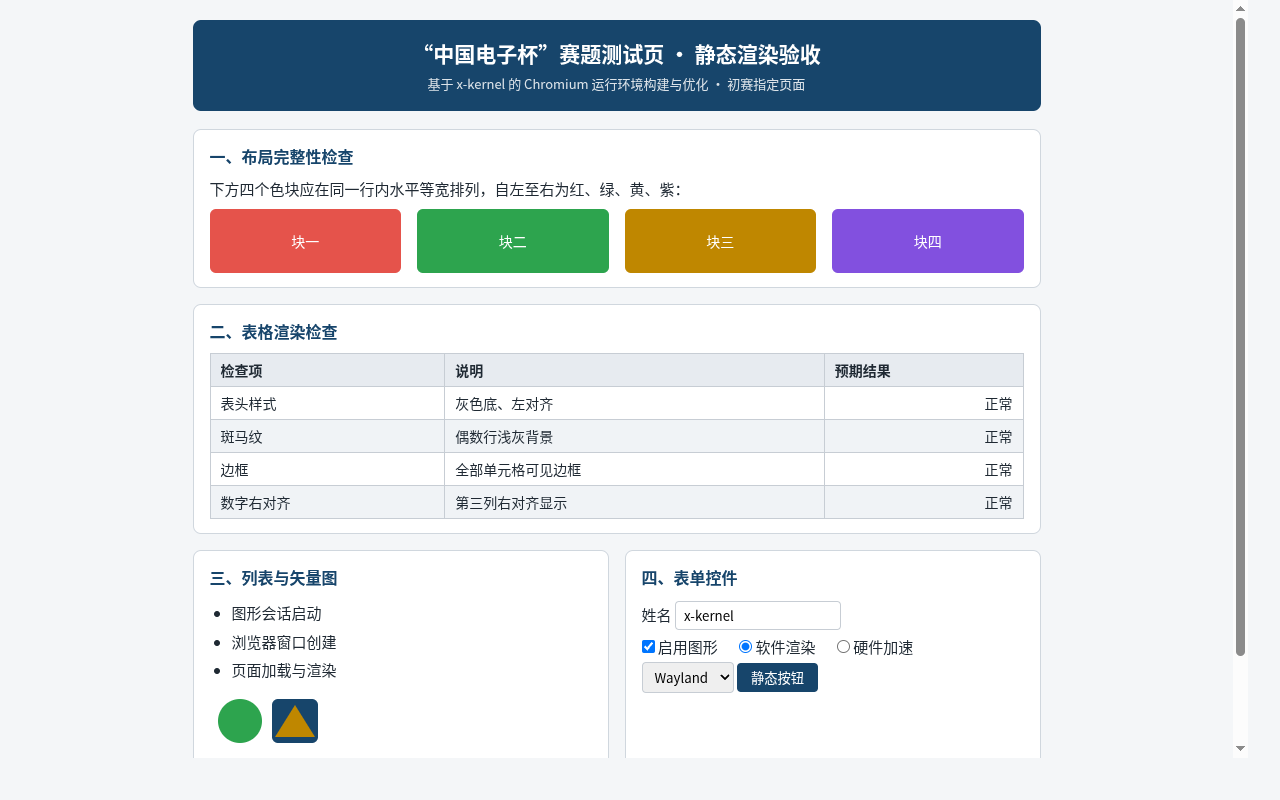 “中国电子杯”赛题测试页 · 静态渲染验收
基于 x-kernel 的 Chromium 运行环境构建与优化 · 初赛指定页面
一、布局完整性检查
下方四个色块应在同一行内水平等宽排列，自左至右为红、绿、黄、紫：
块一 块二 块三 块四
二、表格渲染检查
检查项 说明 预期结果
表头样式 灰色底、左对齐 正常
斑马纹 偶数行浅灰背景 正常
边框 全部单元格可见边框 正常
数字右对齐 第三列右对齐显示 正常
三、列表与矢量图
图形会话启动
浏览器窗口创建
页面加载与渲染
四、表单控件
姓名 x-kernel
启用图形 软件渲染 硬件加速
Wayland 静态按钮